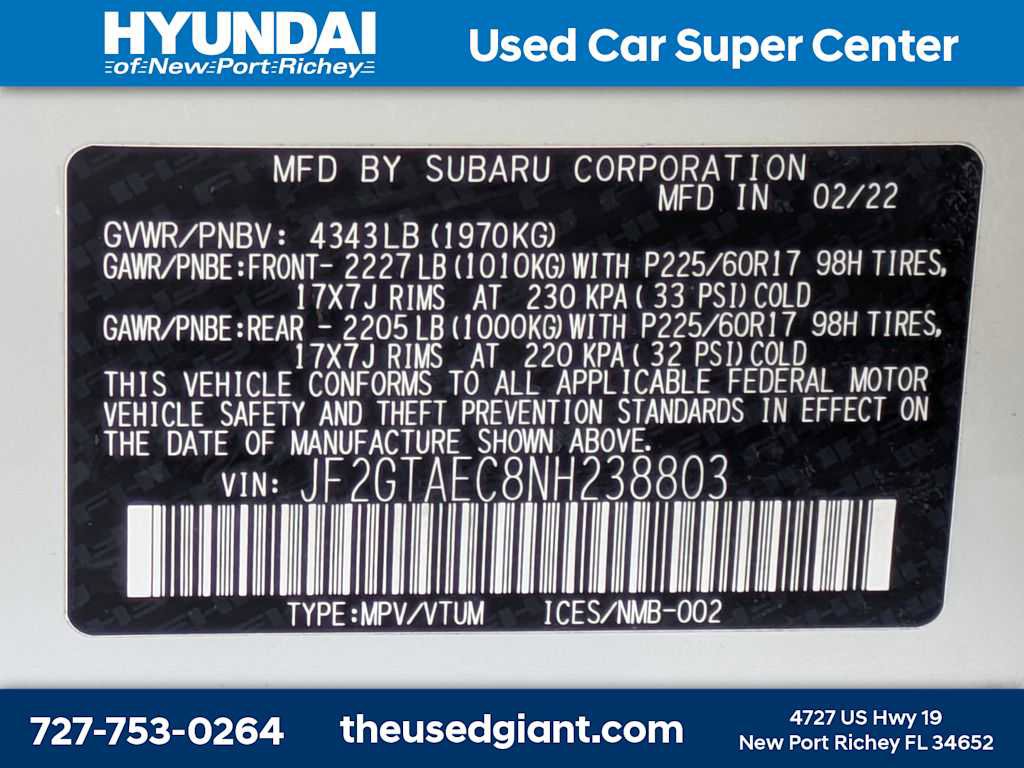 HYUNDAI
of New Port Richey
Used Car Super Center
MFD BY SUBARU CORPORATION
MFD IN 02/22
GVWR/PNBV: 4343LB (1970KG)
GAWR/PNBE:FRONT- 2227 LB (1010KG) WITH P225/60R17 98H TIRES,
17X7J RIMS AT 230 KPA ( 33 PSI) COLD
GAWR/PNBE:REAR - 2205 LB (1000KG) WITH P225/60R17 98H TIRES,
17X7J RIMS AT 220 KPA ( 32 PSI) COLD
THIS VEHICLE CONFORMS TO ALL APPLICABLE FEDERAL MOTOR
VEHICLE SAFETY AND THEFT PREVENTION STANDARDS IN EFFECT ON
THE DATE OF MANUFACTURE SHOWN ABOVE.
VIN: JF2GTAEC8NH238803
TYPE:MPV/VTUM ICES/NMB-002
727-753-0264
theusedgiant.com
4727 US Hwy 19
New Port Richey FL 34652